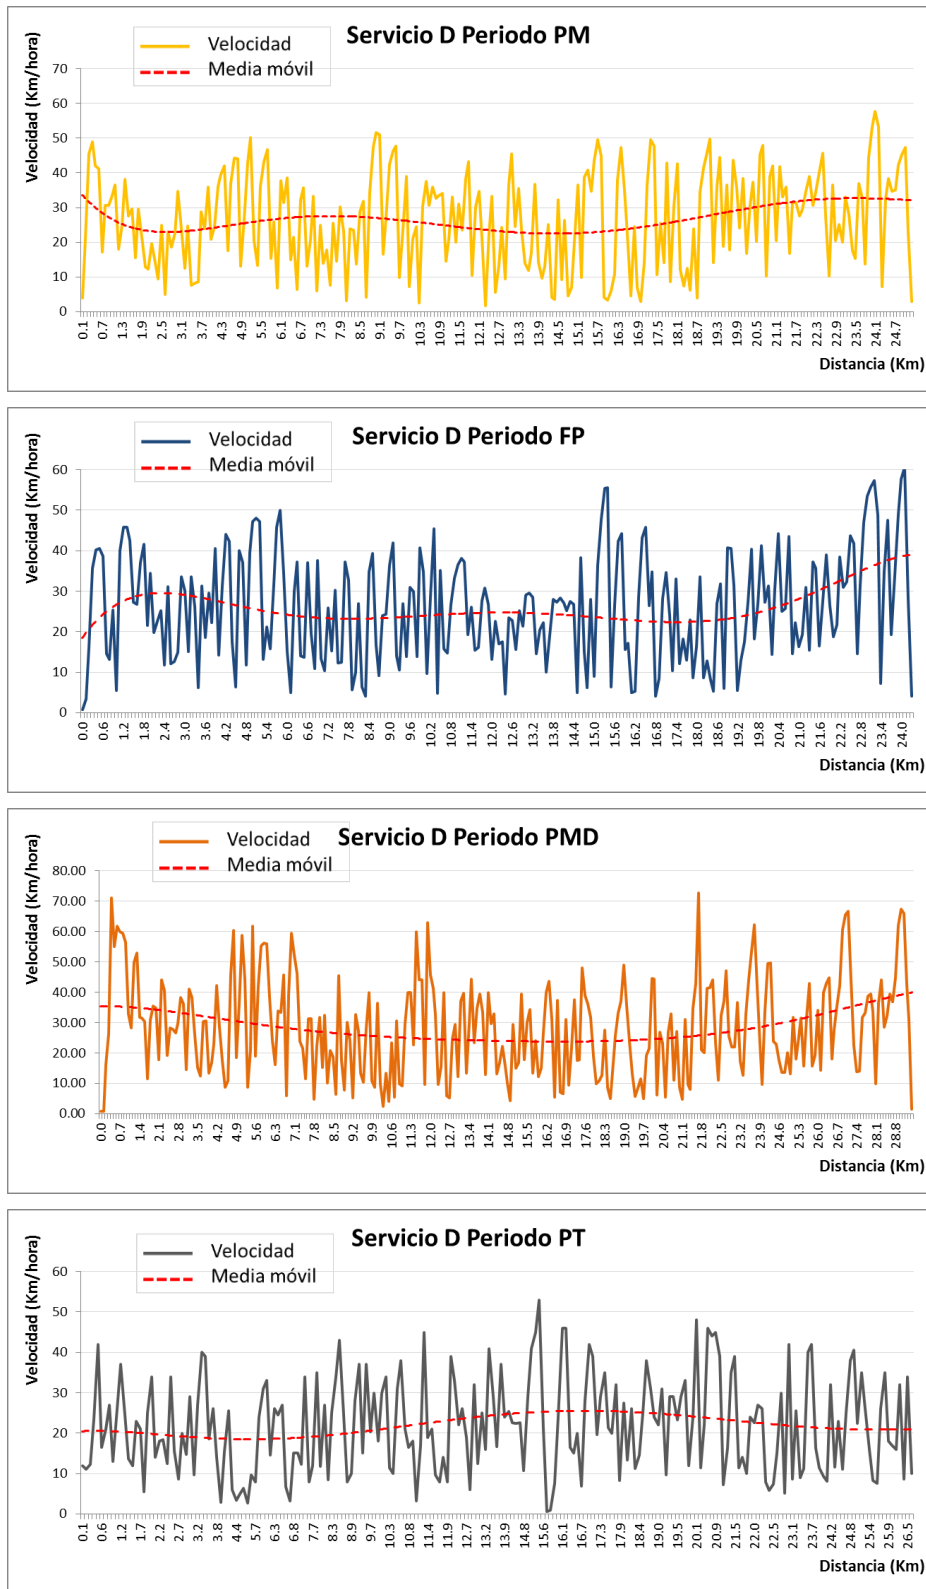 Servicio D Periodo PM
Velocidad
Media móvil
Velocidad (Km/hora)
70
60
50
40
30
20
10
0
0.1 0.7 1.3 1.9 2.5 3.1 3.7 4.3 4.9 5.5 6.1 6.7 7.3 7.9 8.5 9.1 9.7 10.3 10.9 11.5 12.1 12.7 13.3 13.9 14.5 15.1 15.7 16.3 16.9 17.5 18.1 18.7 19.3 19.9 20.5 21.1 21.7 22.3 22.9 23.5 24.1 24.7
Distancia (Km)
Servicio D Periodo FP
Velocidad
Media móvil
Velocidad (Km/hora)
60
50
40
30
20
10
0
0.0 0.6 1.2 1.8 2.4 3.0 3.6 4.2 4.8 5.4 6.0 6.6 7.2 7.8 8.4 9.0 9.6 10.2 10.8 11.4 12.0 12.6 13.2 13.8 14.4 15.0 15.6 16.2 16.8 17.4 18.0 18.6 19.2 19.8 20.4 21.0 21.6 22.2 22.8 23.4 24.0
Distancia (Km)
Servicio D Periodo PMD
Velocidad
Media móvil
Velocidad (Km/hora)
80.00
70.00
60.00
50.00
40.00
30.00
20.00
10.00
0.00
0.0 0.7 1.4 2.1 2.8 3.5 4.2 4.9 5.6 6.3 7.1 7.8 8.5 9.2 9.9 10.6 11.3 12.0 12.7 13.4 14.1 14.8 15.5 16.2 16.9 17.6 18.3 19.0 19.7 20.4 21.1 21.8 22.5 23.2 23.9 24.6 25.3 26.0 26.7 27.4 28.1 28.8
Distancia (Km)
Servicio D Periodo PT
Velocidad
Media móvil
Velocidad (Km/hora)
60
50
40
30
20
10
0
0.1 0.6 1.2 1.7 2.2 2.7 3.2 3.8 4.4 5.2 5.7 6.3 6.8 7.7 8.4 8.9 9.7 10.3 10.8 11.4 11.9 12.7 13.2 13.9 14.8 15.6 16.1 16.7 17.3 17.9 18.4 19.0 19.5 20.1 20.9 21.5 22.0 22.5 23.1 23.7 24.2 24.8 25.4 25.9 26.5
Distancia (Km)